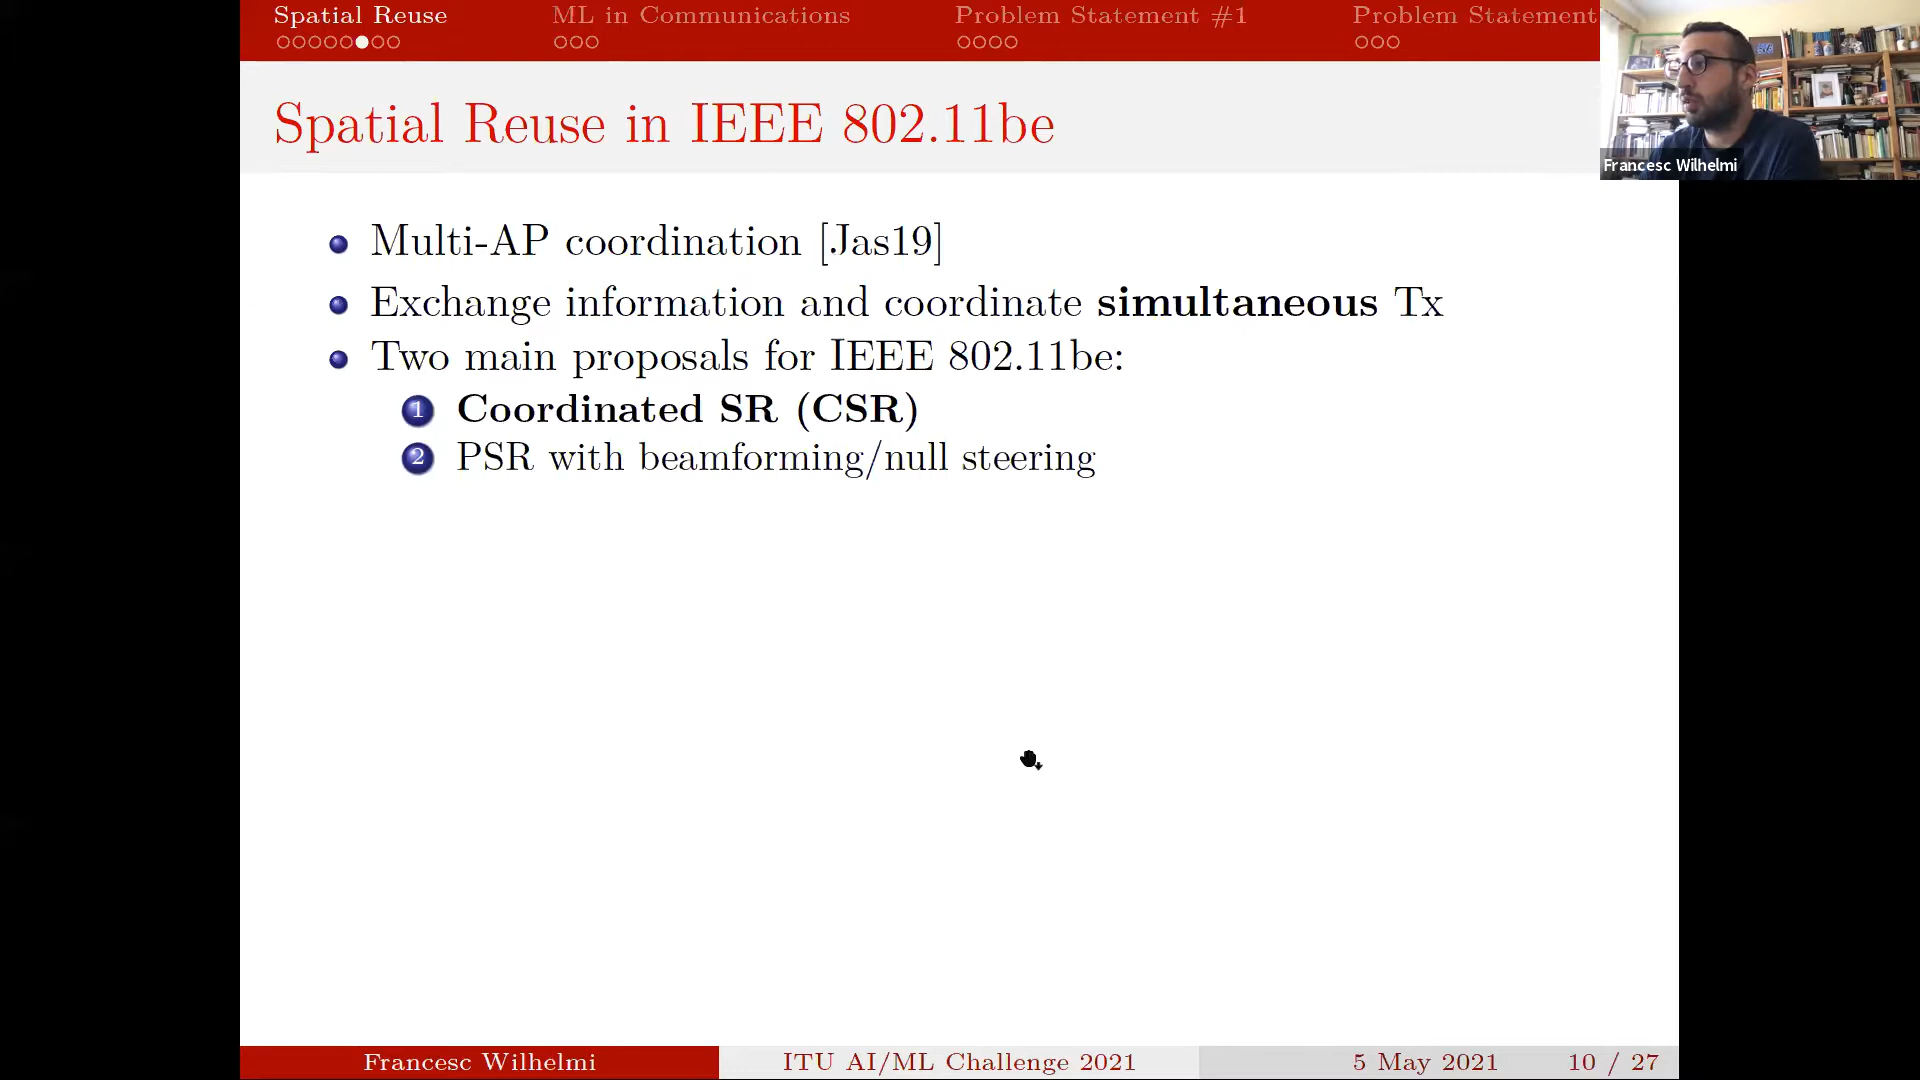 Spatial Reuse
ML in Communications
Problem Statement #1
Problem Statement
Spatial Reuse in IEEE 802.11be
Francesc Wilhelmi
Multi-AP coordination [Jas19]
Exchange information and coordinate simultaneous Tx
Two main proposals for IEEE 802.11be:
1 Coordinated SR (CSR)
2 PSR with beamforming/null steering
Francesc Wilhelmi
ITU AI/ML Challenge 2021
5 May 2021
10 / 27